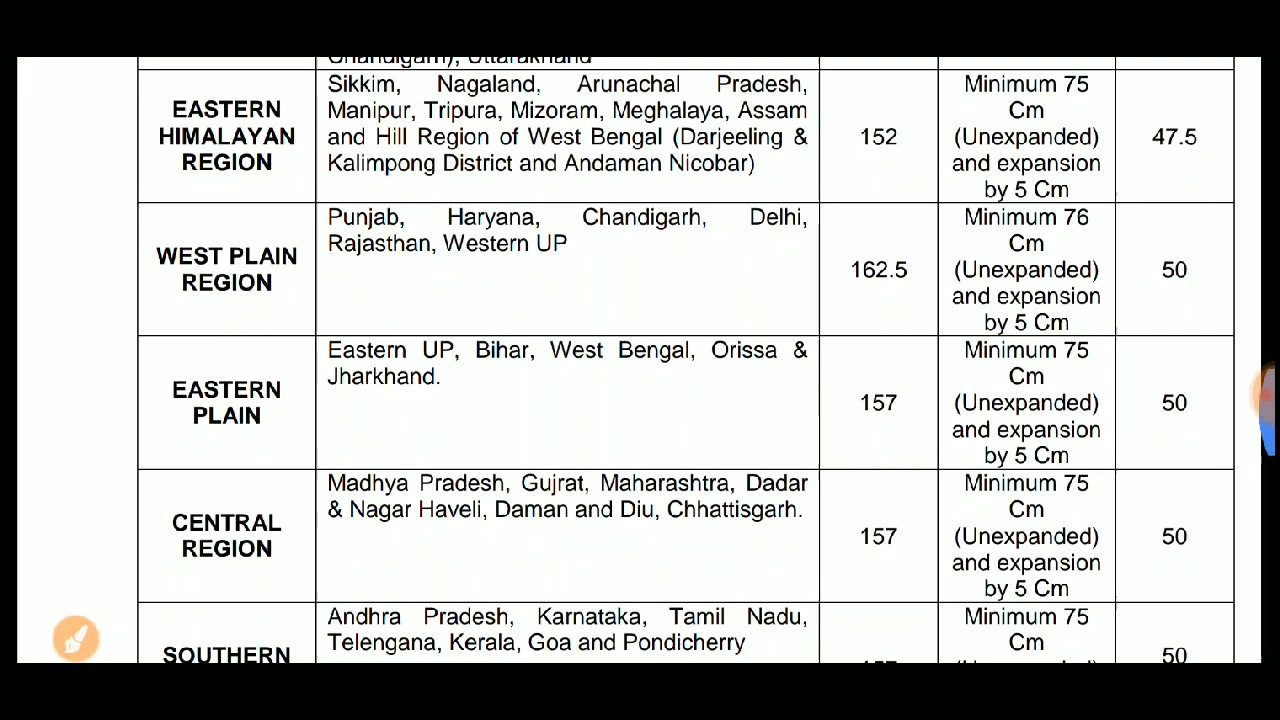 Chandigarh), Uttarakhand
EASTERN
HIMALAYAN
REGION
Sikkim, Nagaland, Arunachal Pradesh,
Manipur, Tripura, Mizoram, Meghalaya, Assam
and Hill Region of West Bengal (Darjeeling &
Kalimpong District and Andaman Nicobar)
152
Minimum 75
Cm
(Unexpanded)
and expansion
by 5 Cm
47.5
WEST PLAIN
REGION
Punjab, Haryana, Chandigarh, Delhi,
Rajasthan, Western UP
162.5
Minimum 76
Cm
(Unexpanded)
and expansion
by 5 Cm
50
EASTERN
PLAIN
Eastern UP, Bihar, West Bengal, Orissa &
Jharkhand.
157
Minimum 75
Cm
(Unexpanded)
and expansion
by 5 Cm
50
CENTRAL
REGION
Madhya Pradesh, Gujrat, Maharashtra, Dadar
& Nagar Haveli, Daman and Diu, Chhattisgarh.
157
Minimum 75
Cm
(Unexpanded)
and expansion
by 5 Cm
50
SOUTHERN
Andhra Pradesh, Karnataka, Tamil Nadu,
Telengana, Kerala, Goa and Pondicherry
Minimum 75
Cm
50